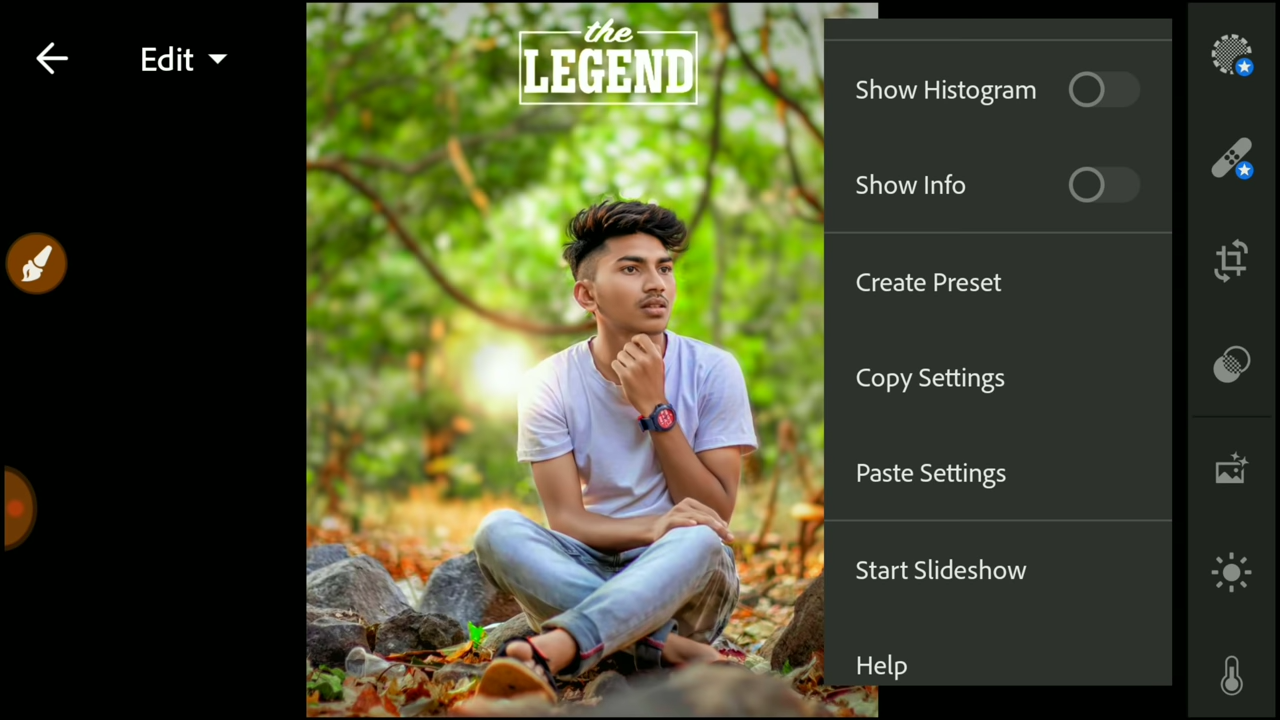 Edit
the
LEGEND
Show Histogram
Show Info
Create Preset
Copy Settings
Paste Settings
Start Slideshow
Help